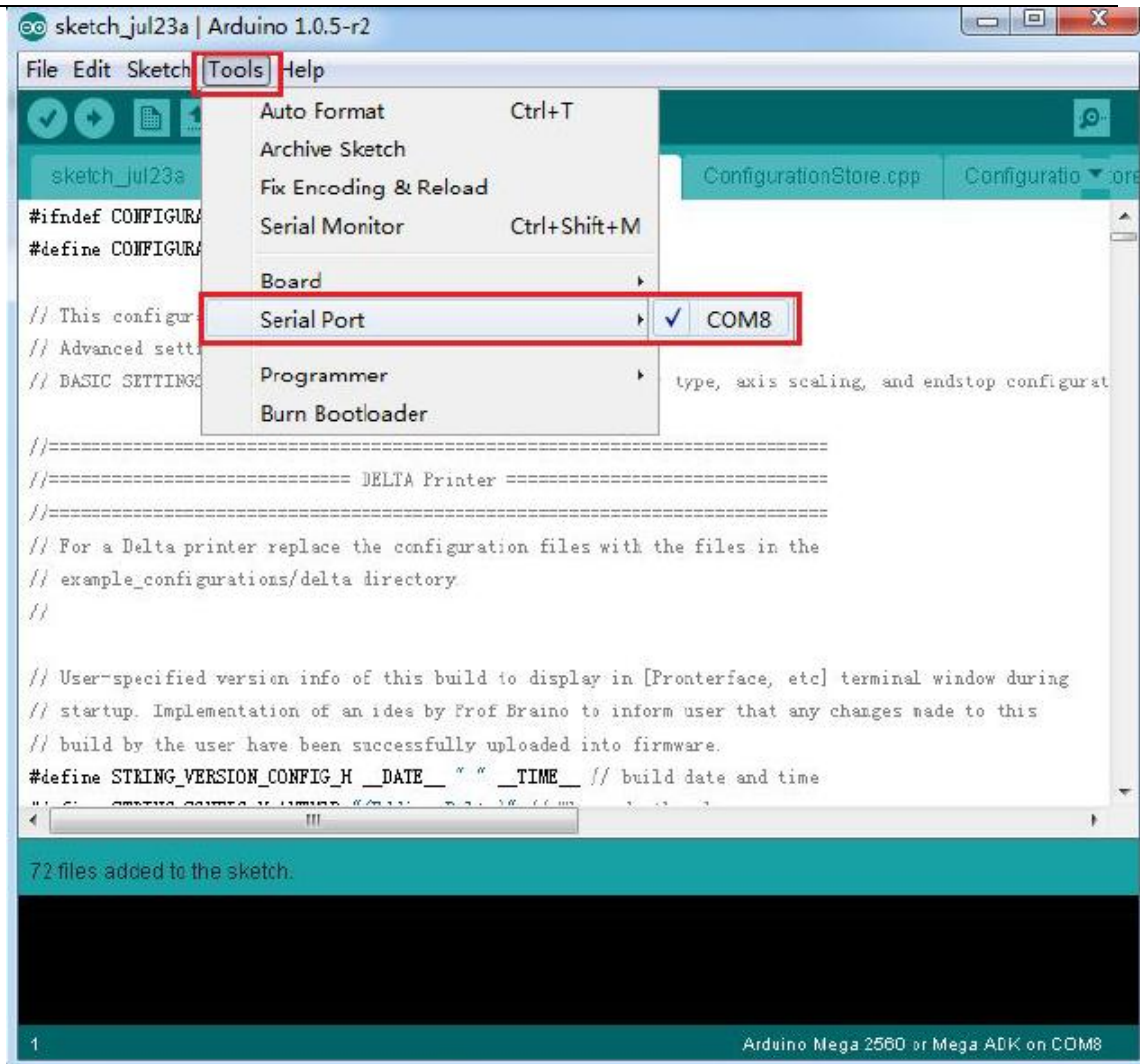 sketch_jul23a | Arduino 1.0.5-r2
File Edit Sketch Tools Help
Auto Format Ctrl+T
Archive Sketch
Fix Encoding & Reload
Serial Monitor Ctrl+Shift+M
Board
Serial Port
✓ COM8
Programmer
Burn Bootloader
sketch_jul23a ConfigurationStore.cpp Configuratio ore
#ifndef CONFIGURA
#define CONFIGURA
// This configur
// Advanced setti
// BASIC SETTINGS type, axis scaling, and endstop configurat
//===========================================================================
//============================= DELTA Printer ===============================
//===========================================================================
// For a Delta printer replace the configuration files with the files in the
// example_configurations/delta directory.
//
// User-specified version info of this build to display in [Pronterface, etc] terminal window during
// startup. Implementation of an idea by Prof Braino to inform user that any changes made to this
// build by the user have been successfully uploaded into firmware.
#define STRING_VERSION_CONFIG_H __DATE__ " " __TIME__ // build date and time
72 files added to the sketch.
1 Arduino Mega 2560 or Mega ADK on COM8